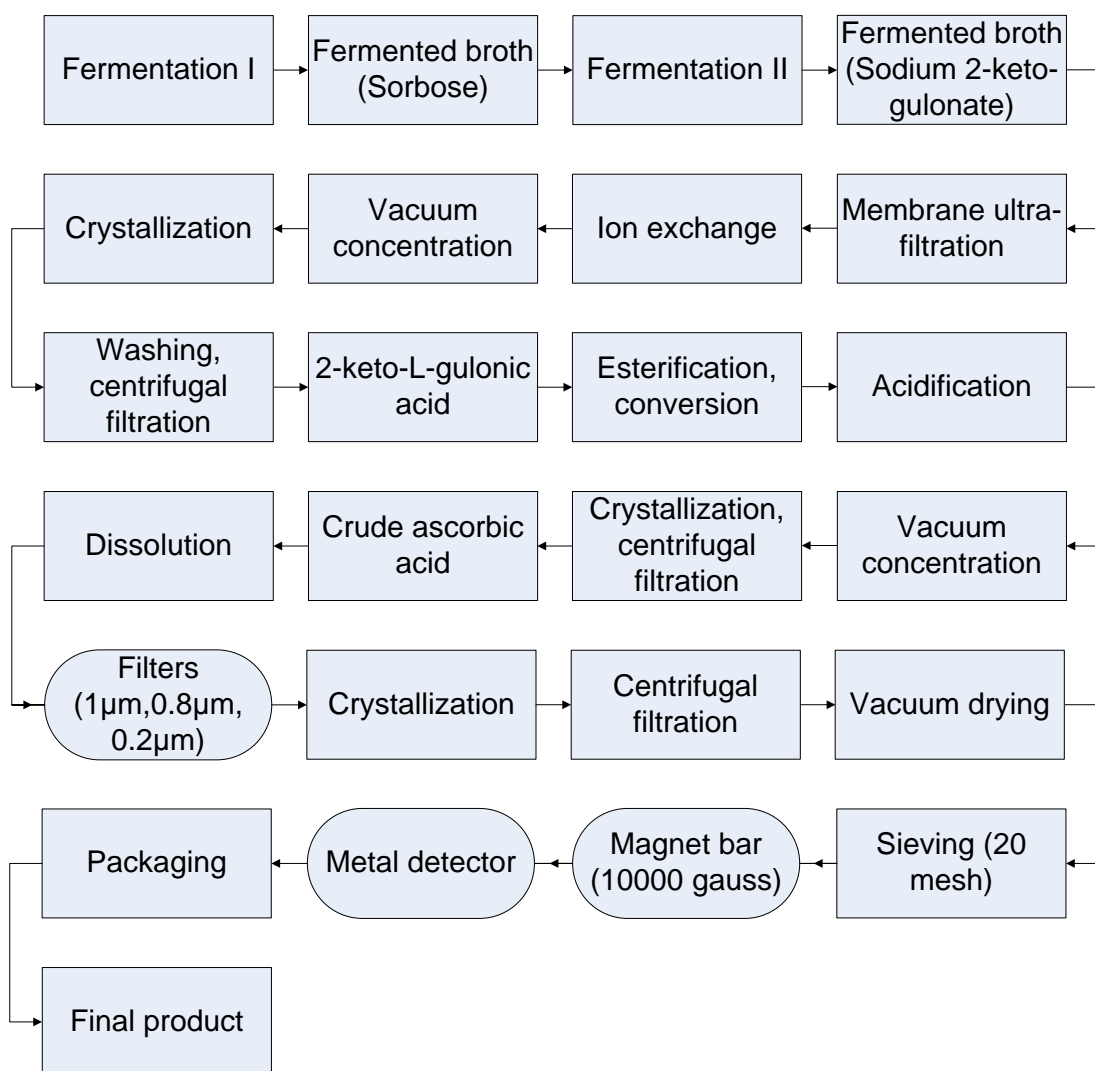 Fermentation I
Fermented broth
(Sorbose)
Fermentation II
Fermented broth
(Sodium 2-keto-
gulonate)
Crystallization
Vacuum
concentration
Ion exchange
Membrane ultra-
filtration
Washing,
centrifugal
filtration
2-keto-L-gulonic
acid
Esterification,
conversion
Acidification
Dissolution
Crude ascorbic
acid
Crystallization,
centrifugal
filtration
Vacuum
concentration
Filters
(1µm,0.8µm,
0.2µm)
Crystallization
Centrifugal
filtration
Vacuum drying
Packaging
Metal detector
Magnet bar
(10000 gauss)
Sieving (20
mesh)
Final product